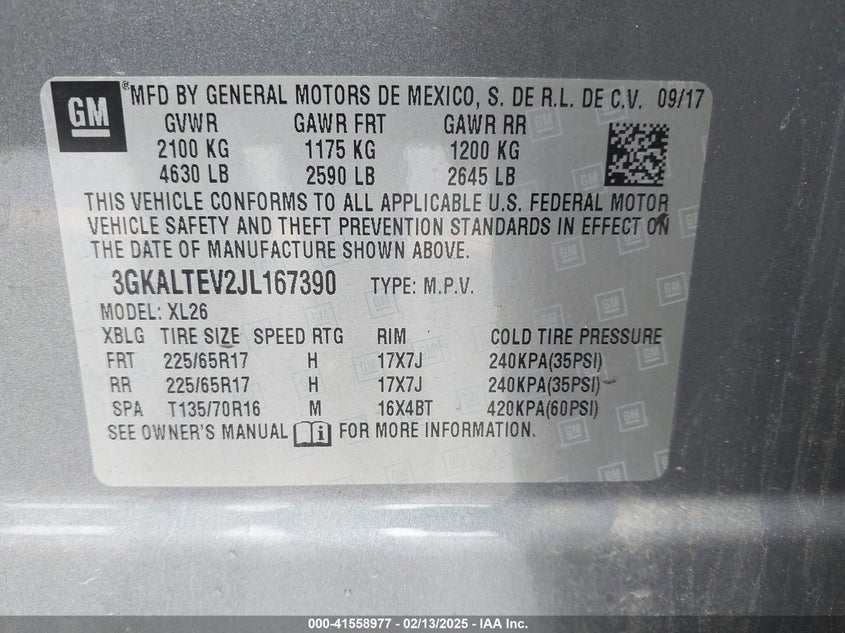 GM
®MFD BY GENERAL MOTORS DE MEXICO, S. DE R.L. DE C.V. 09/17
GVWR GAWR FRT GAWR RR
2100 KG 1175 KG 1200 KG
4630 LB 2590 LB 2645 LB
THIS VEHICLE CONFORMS TO ALL APPLICABLE U.S. FEDERAL MOTOR
VEHICLE SAFETY AND THEFT PREVENTION STANDARDS IN EFFECT ON
THE DATE OF MANUFACTURE SHOWN ABOVE.
3GKALTEV2JL167390 TYPE: M.P.V.
MODEL: XL26
XBLG TIRE SIZE SPEED RTG RIM COLD TIRE PRESSURE
FRT 225/65R17 H 17X7J 240KPA(35PSI)
RR 225/65R17 H 17X7J 240KPA(35PSI)
SPA T135/70R16 M 16X4BT 420KPA(60PSI)
SEE OWNER'S MANUAL i FOR MORE INFORMATION.
000-41558977 - 02/13/2025 - IAA Inc.